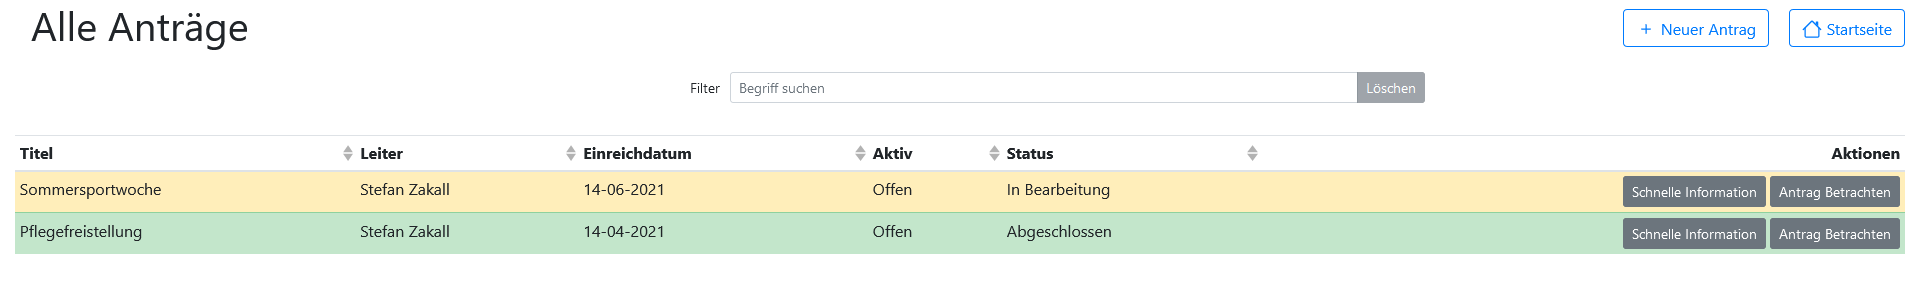 Alle Anträge
+ Neuer Antrag
Startseite
Filter Begriff suchen Löschen
Titel Leiter Einreichdatum Aktiv Status Aktionen
Sommersportwoche Stefan Zakall 14-06-2021 Offen In Bearbeitung Schnelle Information Antrag Betrachten
Pflegefreistellung Stefan Zakall 14-04-2021 Offen Abgeschlossen Schnelle Information Antrag Betrachten